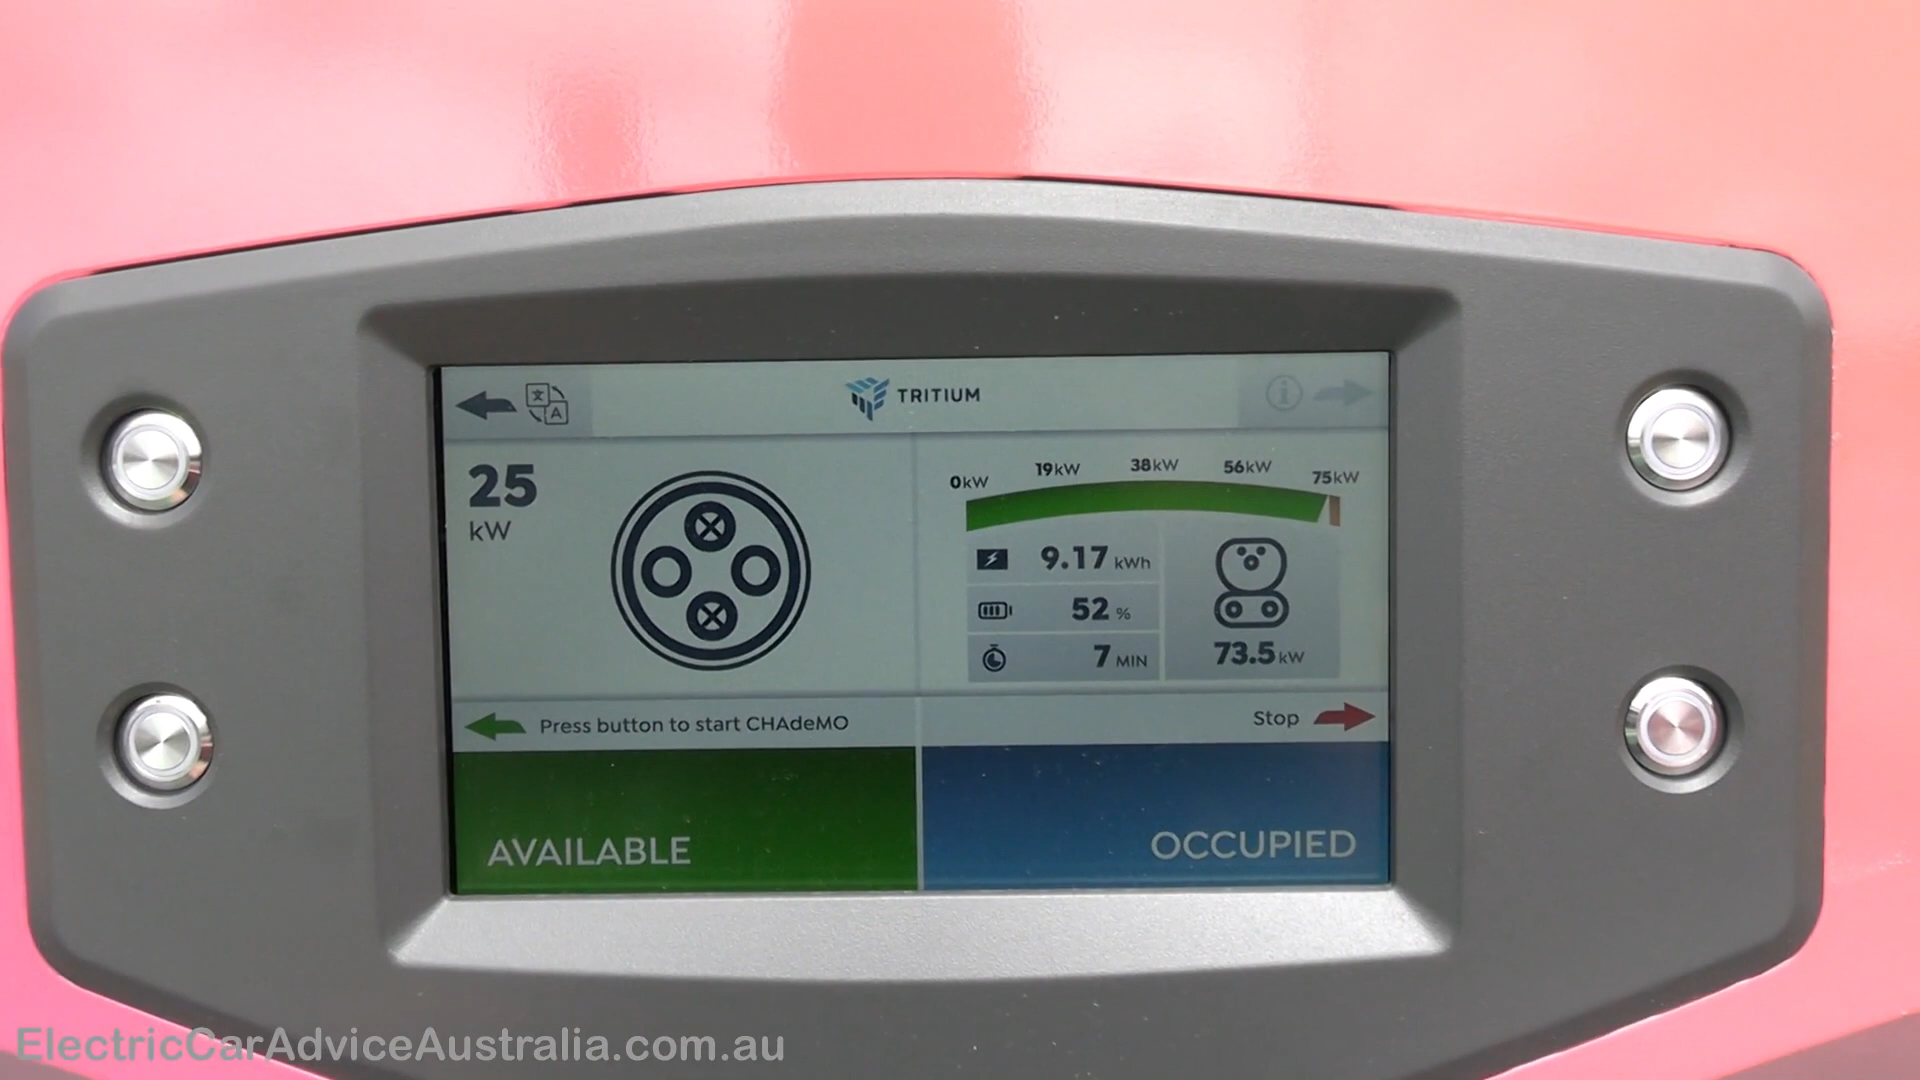 TRITIUM
25
kW
0kW 19kW 38kW 56kW 75kW
9.17 kWh
52 %
7 MIN
73.5 kW
Press button to start CHAdeMO
Stop
AVAILABLE
OCCUPIED
ElectricCarAdviceAustralia.com.au